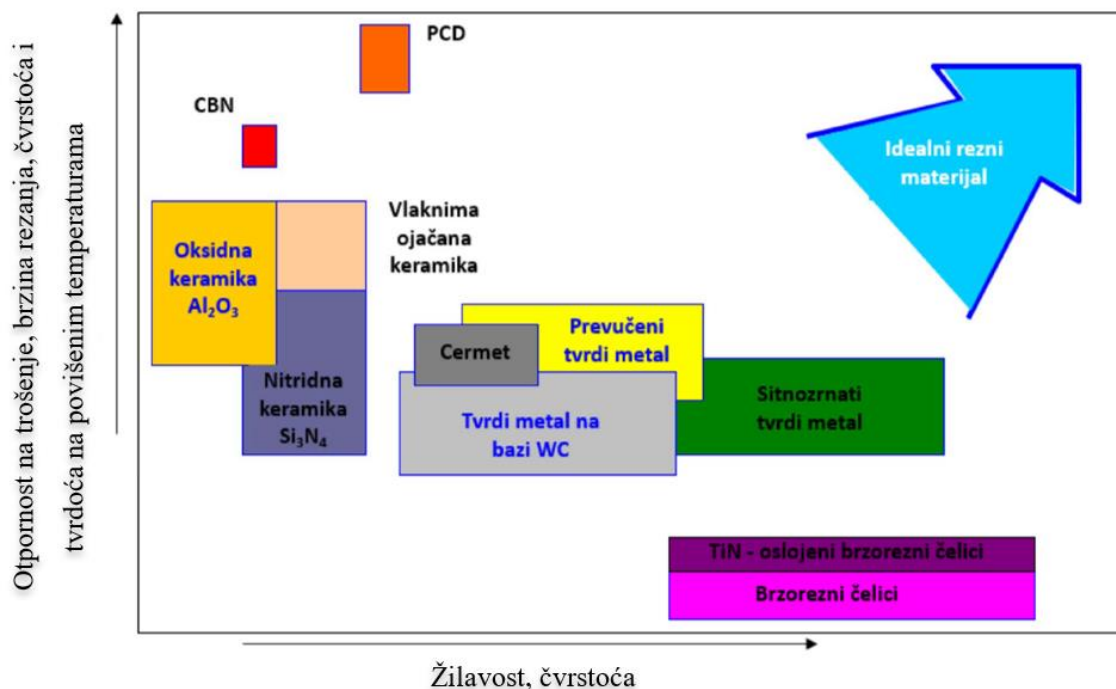 Otpornost na trošenje, brzina rezanja, čvrstoća i
tvrdoća na povišenim temperaturama
PCD
CBN
Idealni rezni
materijal
Oksidna
keramika
Al₂O₃
Vlaknima
ojačana
keramika
Nitridna
keramika
Si₃N₄
Cermet
Prevučeni
tvrdi metal
Tvrdi metal na
bazi WC
Sitnozrnati
tvrdi metal
TiN - oslojeni brzorezni čelici
Brzorezni čelici
Žilavost, čvrstoća